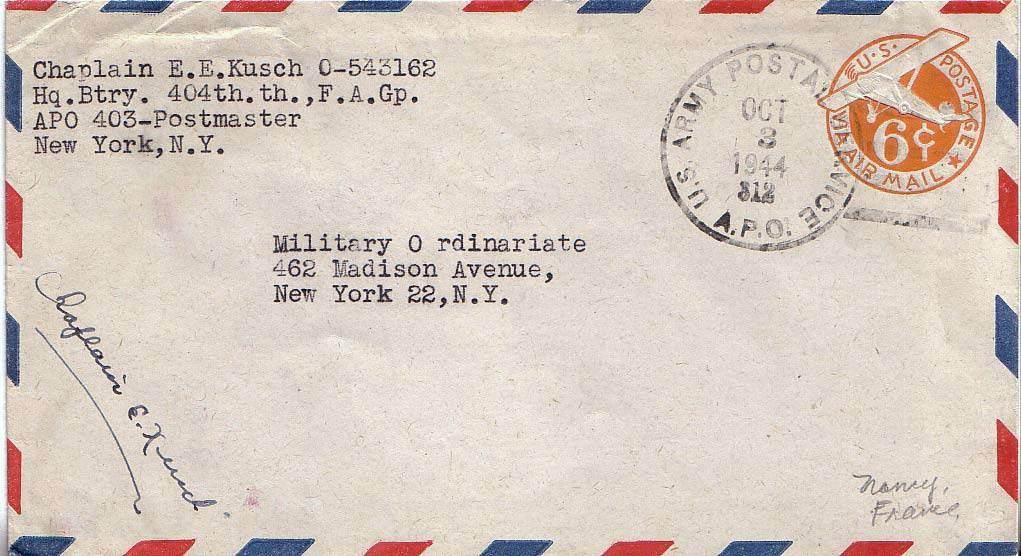 Chaplain E.E.Kusch O-543162
Hq.Btry. 404th.th.,F.A.Gp.
APO 403-Postmaster
New York,N.Y.
U.S. ARMY POSTAL SERVICE
OCT
3
1944
312
A.P.O.
U.S. POSTAGE
6¢
VIA AIR MAIL
Military O rdinariate
462 Madison Avenue,
New York 22,N.Y.
Chaplain E. Kusch.
Nancy,
France